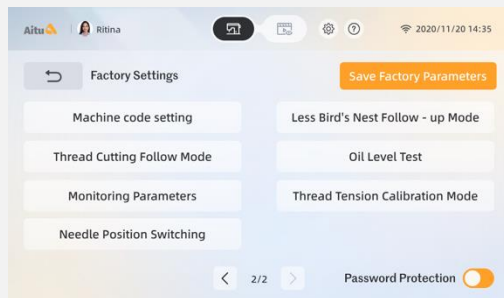 Aitu Ritina 2020/11/20 14:35
Factory Settings Save Factory Parameters
Machine code setting Less Bird's Nest Follow - up Mode
Thread Cutting Follow Mode Oil Level Test
Monitoring Parameters Thread Tension Calibration Mode
Needle Position Switching
< 2/2 > Password Protection